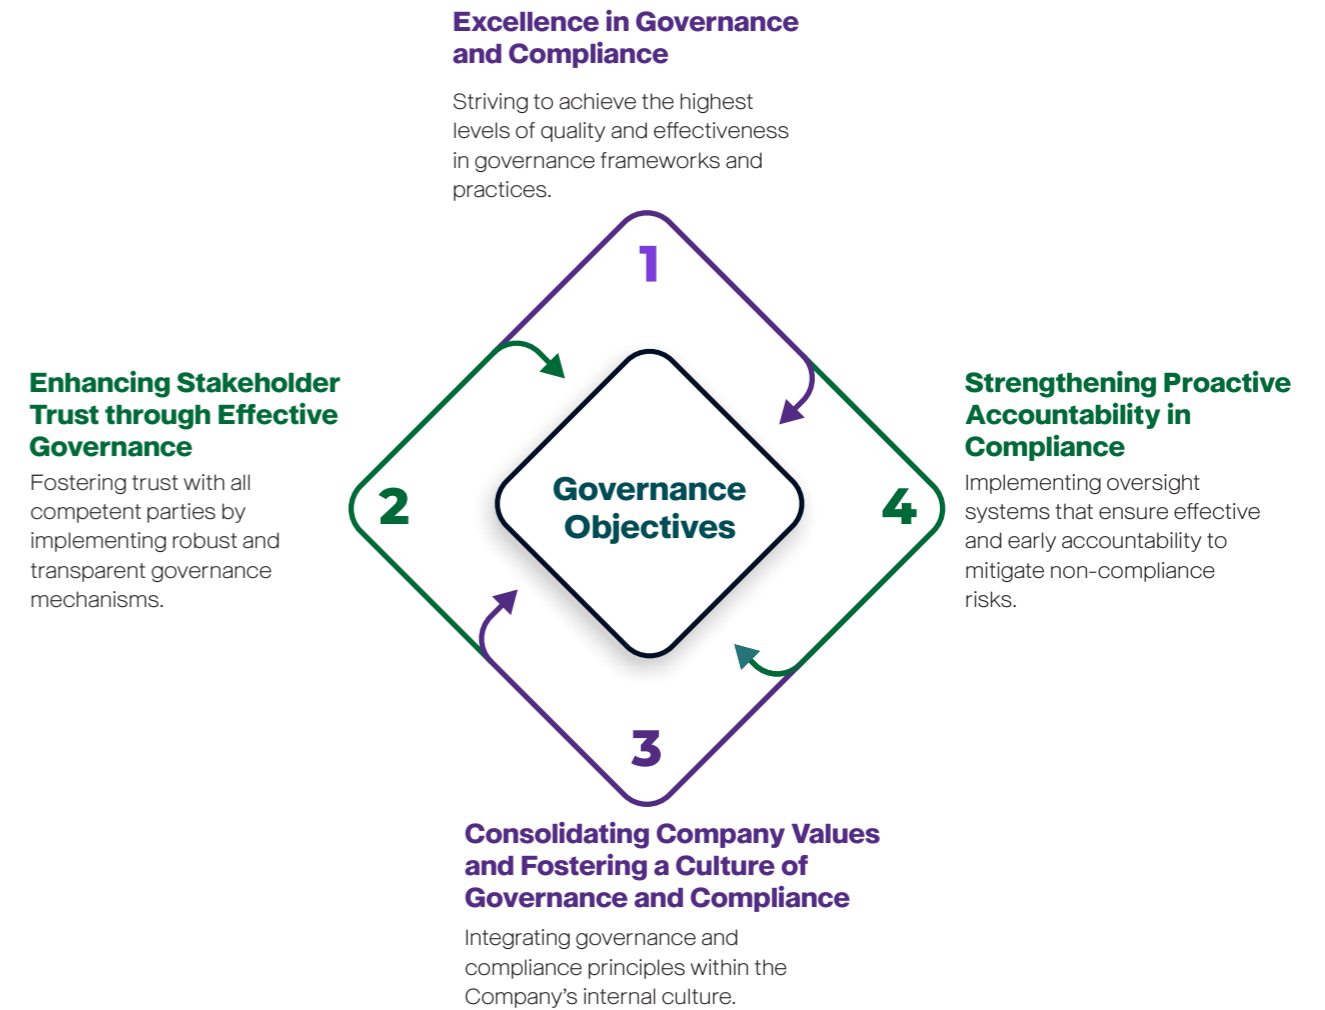 Excellence in Governance
and Compliance
Striving to achieve the highest
levels of quality and effectiveness
in governance frameworks and
practices.
1
Enhancing Stakeholder
Trust through Effective
Governance
Fostering trust with all
competent parties by
implementing robust and
transparent governance
mechanisms.
2
Governance
Objectives
4
Strengthening Proactive
Accountability in
Compliance
Implementing oversight
systems that ensure effective
and early accountability to
mitigate non-compliance
risks.
3
Consolidating Company Values
and Fostering a Culture of
Governance and Compliance
Integrating governance and
compliance principles within the
Company’s internal culture.